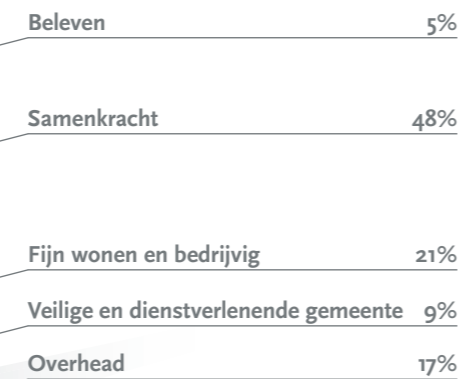 Beleven 5%
Samenkracht 48%
Fijn wonen en bedrijvig 21%
Veilige en dienstverlenende gemeente 9%
Overhead 17%